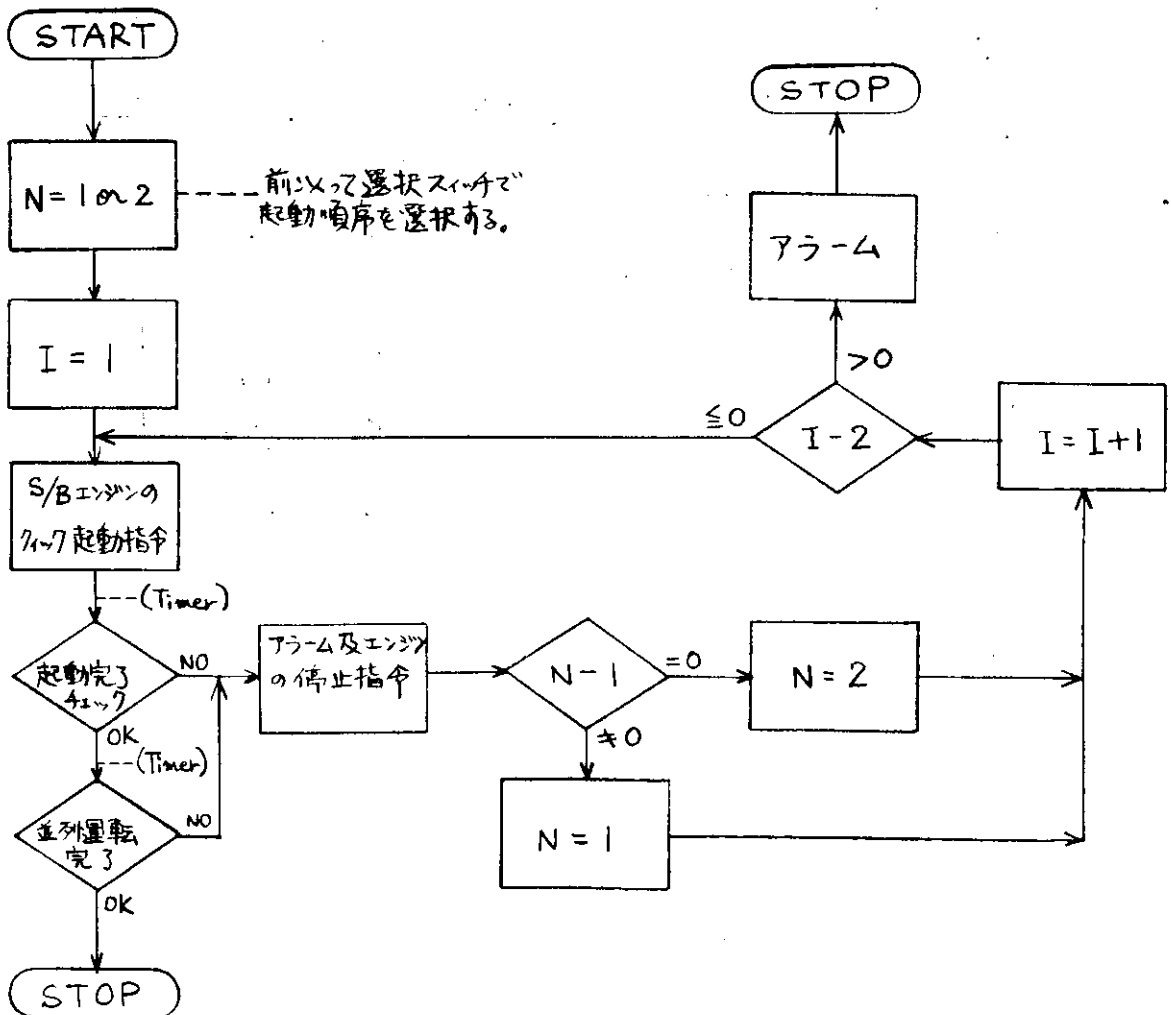 START
N=1 or 2
前以って選択スイッチで
起動順序を選択する。
I = 1
S/Bエンジンの
クィック起動指令
(Timer)
起動完了
チェック
NO
OK
(Timer)
並列運転
完了
NO
OK
STOP
アラーム及エンジン
の停止指令
N-1
=0
≠0
N=2
N=1
I=I+1
I-2
≦0
>0
アラーム
STOP